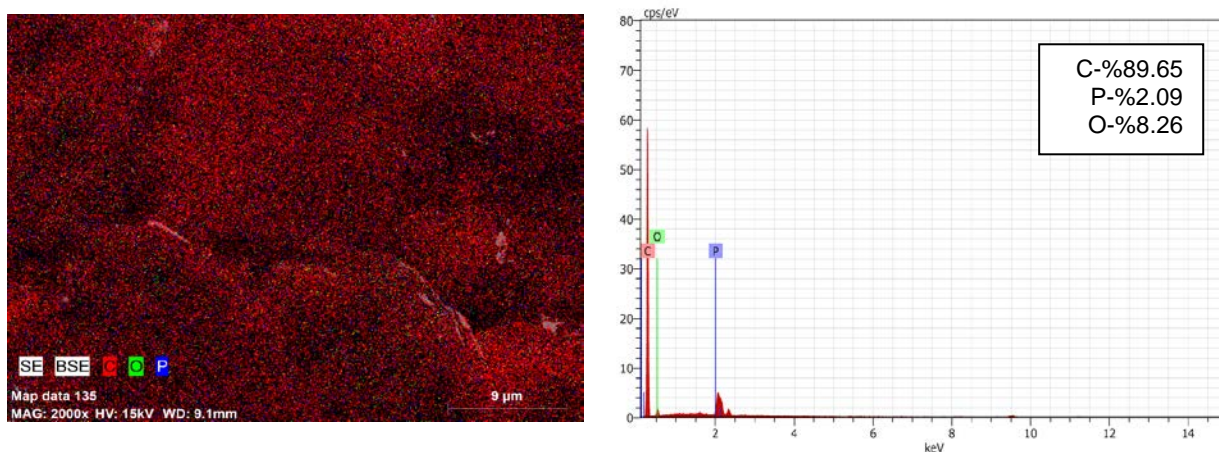 SE BSE C O P
Map data 135
MAG: 2000x HV: 15kV WD: 9.1mm
9 µm
cps/eV
80
70
60
50
40
30
20
10
0
C O P
2 4 6 8 10 12 14
keV
C-%89.65
P-%2.09
O-%8.26